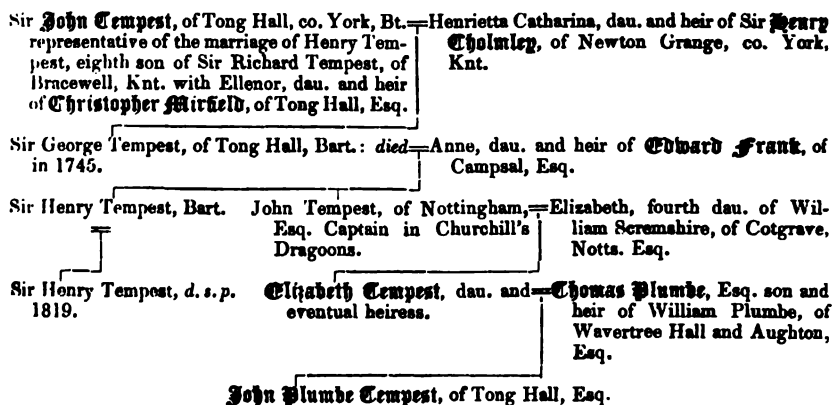 Sir John Tempest, of Tong Hall, co. York, Bt.
representative of the marriage of Henry Tem-
pest, eighth son of Sir Richard Tempest, of
Bracewell, Knt. with Ellenor, dau. and heir
of Christopher Mirfield, of Tong Hall, Esq.
Henrietta Catharina, dau. and heir of Sir Henry
Cholmley, of Newton Grange, co. York,
Knt.
Sir George Tempest, of Tong Hall, Bart.: died
in 1745.
Anne, dau. and heir of Edward Frank, of
Campsal, Esq.
Sir Henry Tempest, Bart.
John Tempest, of Nottingham,
Esq. Captain in Churchill's
Dragoons.
Elizabeth, fourth dau. of Wil-
liam Scrimshire, of Cotgrave,
Notts. Esq.
Sir Henry Tempest, d. s. p.
1819.
Elizabeth Tempest, dau. and
eventual heiress.
Thomas Plumbe, Esq. son and
heir of William Plumbe, of
Wavertree Hall and Aughton,
Esq.
John Plumbe Tempest, of Tong Hall, Esq.